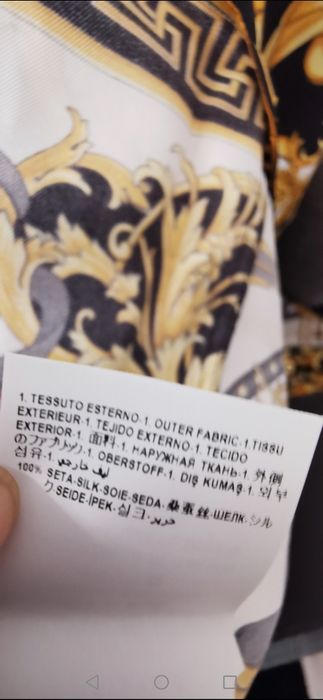 1. TESSUTO ESTERNO-1. OUTER FABRIC-1.TISSU
EXTERIEUR-1. TEJIDO EXTERNO-1. TECIDO
EXTERIOR-1. 面料-1. НАРУЖНАЯ ТКАНЬ-1. 外側
のファブリック-1. OBERSTOFF-1. DIŞ KUMAŞ-1. 외부
섬유-1. ليف خارجي
100% SETA-SILK-SOIE-SEDA-桑蚕丝-ШЕЛК-シル
ク-SEIDE-İPEK-실크-حرير